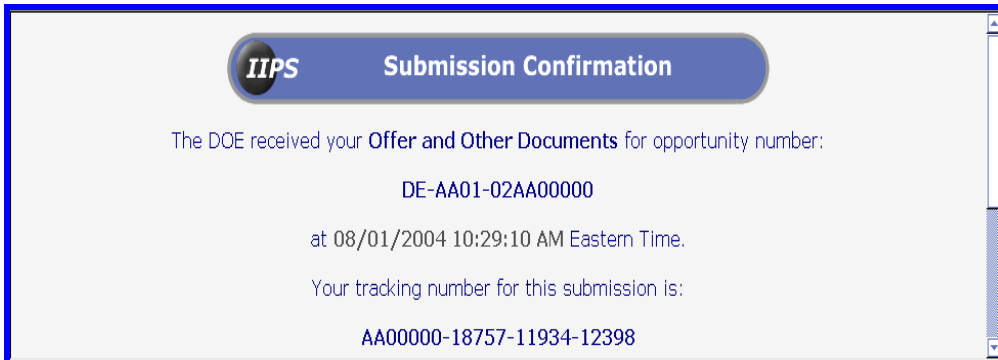 IIPS Submission Confirmation
The DOE received your Offer and Other Documents for opportunity number:
DE-AA01-02AA00000
at 08/01/2004 10:29:10 AM Eastern Time.
Your tracking number for this submission is:
AA00000-18757-11934-12398